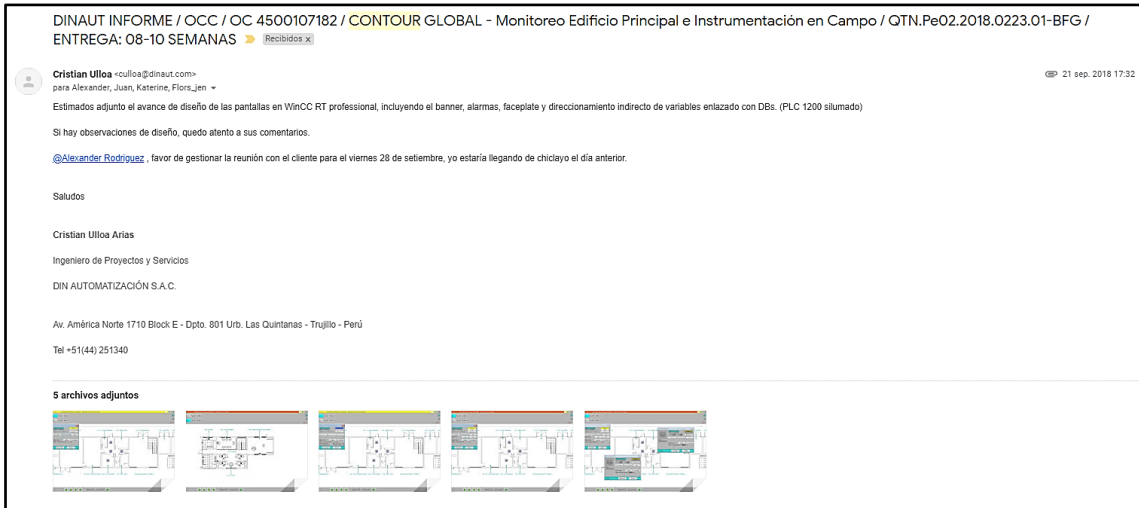 DINAUT INFORME / OCC / OC 4500107182 / CONTOUR GLOBAL - Monitoreo Edificio Principal e Instrumentación en Campo / QTN.Pe02.2018.0223.01-BFG /
ENTREGA: 08-10 SEMANAS Recibidos x
Cristian Ulloa <culloa@dinaut.com> 21 sep. 2018 17:32
para Alexander, Juan, Katerine, Flors_jen
Estimados adjunto el avance de diseño de las pantallas en WinCC RT professional, incluyendo el banner, alarmas, faceplate y direccionamiento indirecto de variables enlazado con DBs. (PLC 1200 silumado)
Si hay observaciones de diseño, quedo atento a sus comentarios.
@Alexander Rodriguez , favor de gestionar la reunión con el cliente para el viernes 28 de setiembre, yo estaría llegando de chiclayo el día anterior.
Saludos
Cristian Ulloa Arias
Ingeniero de Proyectos y Servicios
DIN AUTOMATIZACIÓN S.A.C.
Av. América Norte 1710 Block E - Dpto. 801 Urb. Las Quintanas - Trujillo - Perú
Tel +51(44) 251340
5 archivos adjuntos